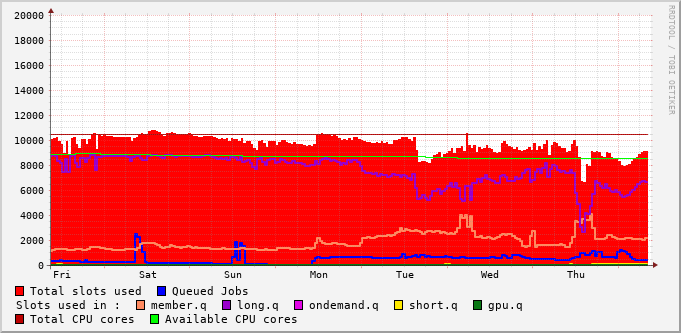 20000
18000
16000
14000
12000
10000
8000
6000
4000
2000
0
Fri Sat Sun Mon Tue Wed Thu
Total slots used Queued Jobs
Slots used in : member.q long.q ondemand.q short.q gpu.q
Total CPU cores Available CPU cores
RRDTOOL / TOBI OETIKER